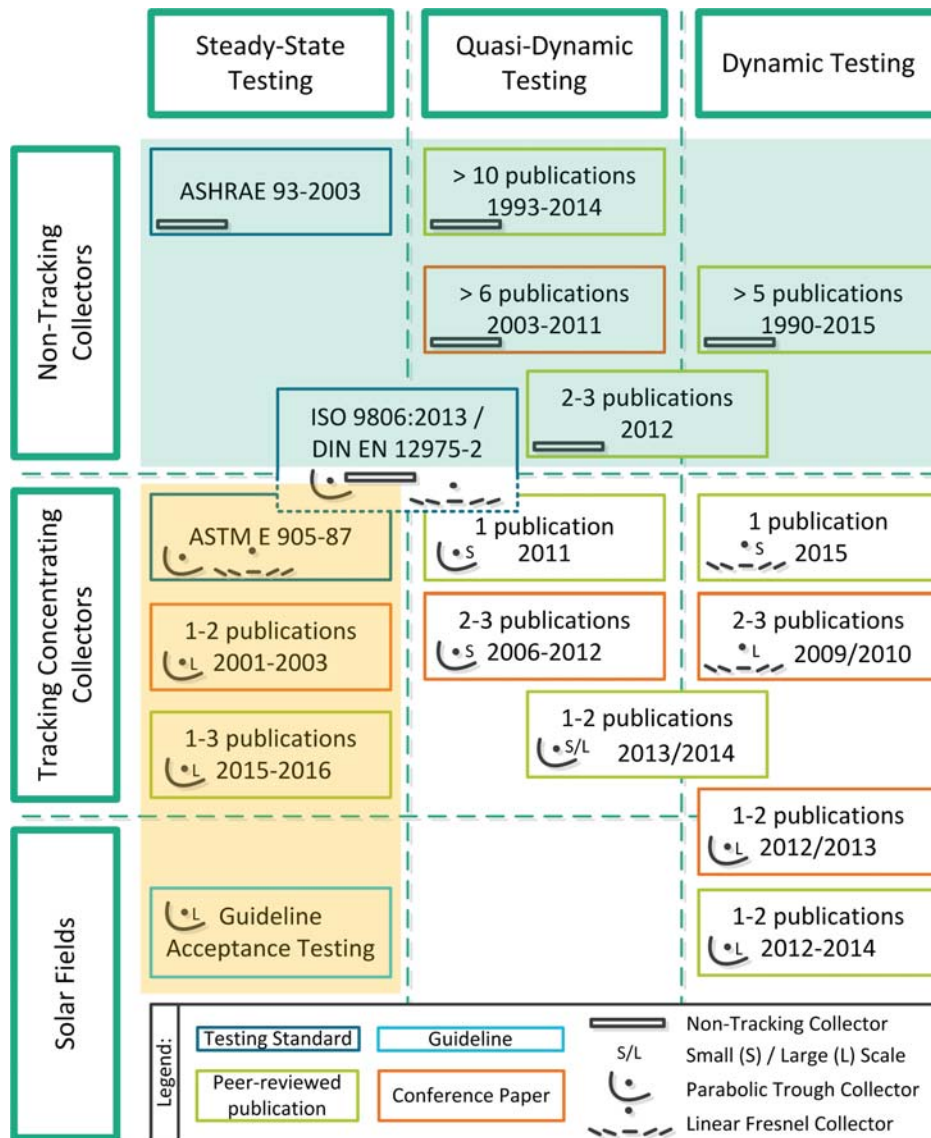 Steady-State
Testing
Quasi-Dynamic
Testing
Dynamic Testing
Non-Tracking
Collectors
ASHRAE 93-2003
> 10 publications
1993-2014
> 6 publications
2003-2011
> 5 publications
1990-2015
2-3 publications
2012
ISO 9806:2013 /
DIN EN 12975-2
Tracking Concentrating
Collectors
ASTM E 905-87
1 publication
S 2011
1 publication
S 2015
1-2 publications
L 2001-2003
2-3 publications
S 2006-2012
2-3 publications
L 2009/2010
1-3 publications
L 2015-2016
1-2 publications
S/L 2013/2014
1-2 publications
L 2012/2013
Solar Fields
L Guideline
Acceptance Testing
1-2 publications
L 2012-2014
Legend:
Testing Standard
Guideline
Peer-reviewed
publication
Conference Paper
Non-Tracking Collector
S/L Small (S) / Large (L) Scale
Parabolic Trough Collector
Linear Fresnel Collector